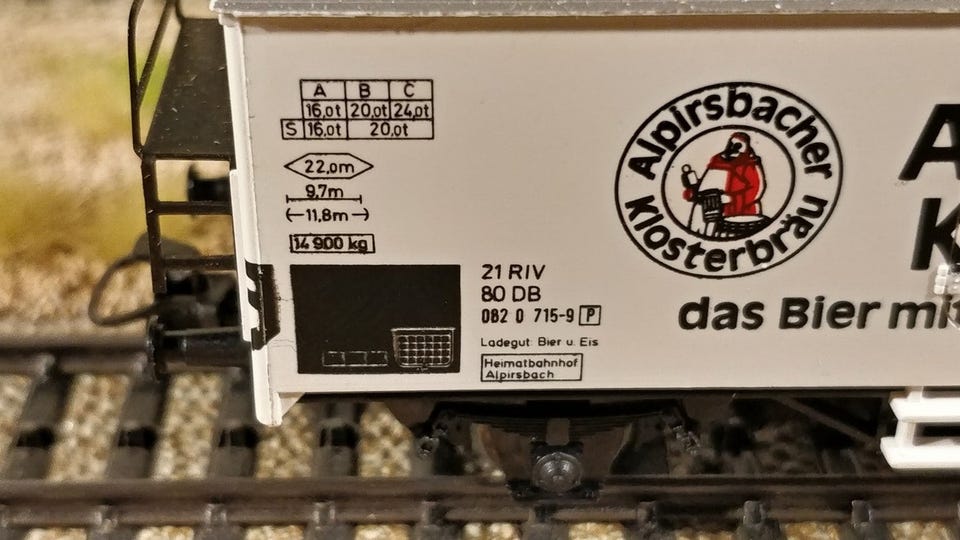 A B C
16,0t 20,0t 24,0t
S 16,0t 20,0t
22,0m
9,7m
11,8m
14 900 kg
21 RIV
80 DB
082 0 715-9 P
Ladegut: Bier u. Eis
Heimatbahnhof
Alpirsbach
Alpirsbacher
Klosterbräu
A
K
das Bier mit